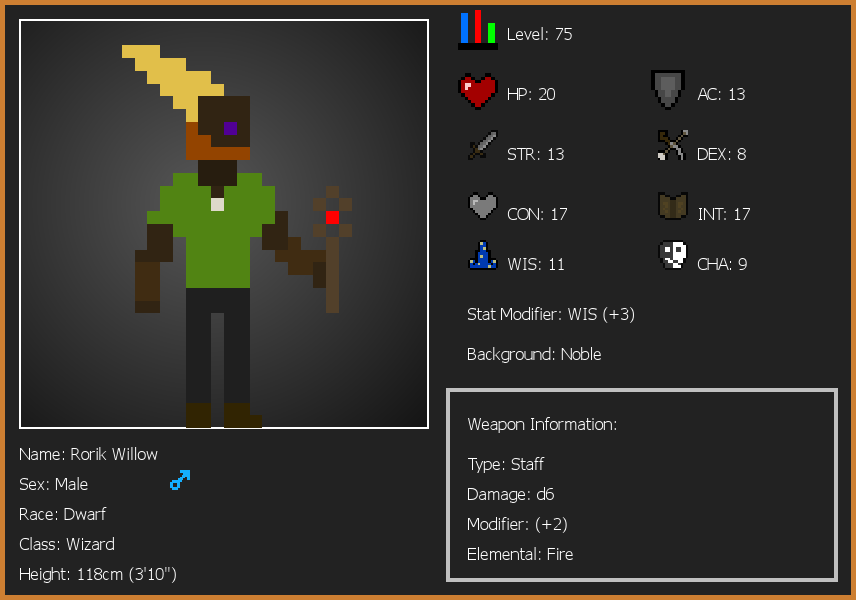 Level: 75
HP: 20
AC: 13
STR: 13
DEX: 8
CON: 17
INT: 17
WIS: 11
CHA: 9
Stat Modifier: WIS (+3)
Background: Noble
Weapon Information:
Type: Staff
Damage: d6
Modifier: (+2)
Elemental: Fire
Name: Rorik Willow
Sex: Male
Race: Dwarf
Class: Wizard
Height: 118cm (3'10")